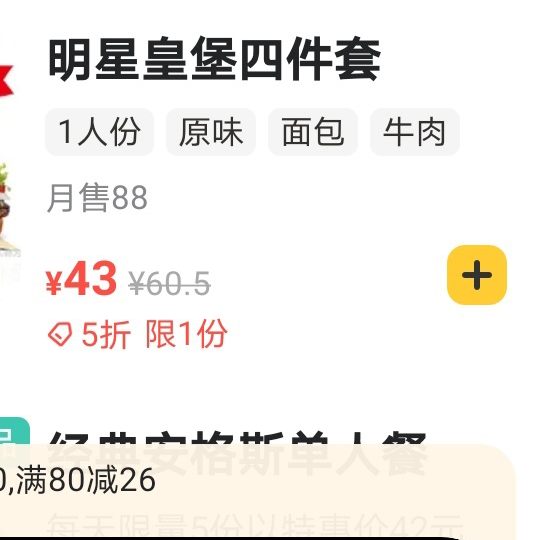 明星皇堡四件套
1人份 原味 面包 牛肉
月售88
¥43 ¥60.5
5折 限1份
经典安格斯单人餐
0,满80减26
每天限量5份以特惠价42元